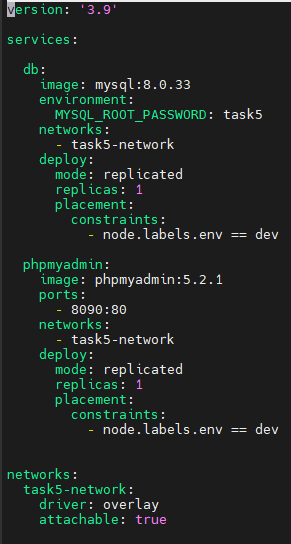 version: '3.9'

services:

  db:
    image: mysql:8.0.33
    environment:
      MYSQL_ROOT_PASSWORD: task5
    networks:
      - task5-network
    deploy:
      mode: replicated
      replicas: 1
      placement:
        constraints:
          - node.labels.env == dev

  phpmyadmin:
    image: phpmyadmin:5.2.1
    ports:
      - 8090:80
    networks:
      - task5-network
    deploy:
      mode: replicated
      replicas: 1
      placement:
        constraints:
          - node.labels.env == dev


networks:
  task5-network:
    driver: overlay
    attachable: true